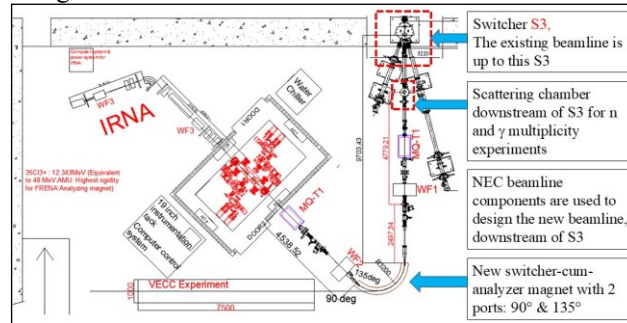 Switcher S3,
The existing beamline is
up to this S3
Scattering chamber
downstream of S3 for n
and γ multiplicity
experiments
NEC beamline
components are used to
design the new beamline,
downstream of S3
New switcher-cum-
analyzer magnet with 2
ports: 90° & 135°
WF3
IRNA
WF3
Water
Chiller
DOOR1
35Cl3+ : 12.343MeV (Equivalent
to 48 MeV.AMU: Highest rigidity
for FRENA Analyzing magnet)
19 inch
instrumentation
rack
Computer control
system
DOOR2
MQ-T1
4538.52
WF2
135deg
R1200
90 deg
VECC Experiment
1000
7500
9703.43
4779.21
MQ-T1
WF1
2497.34